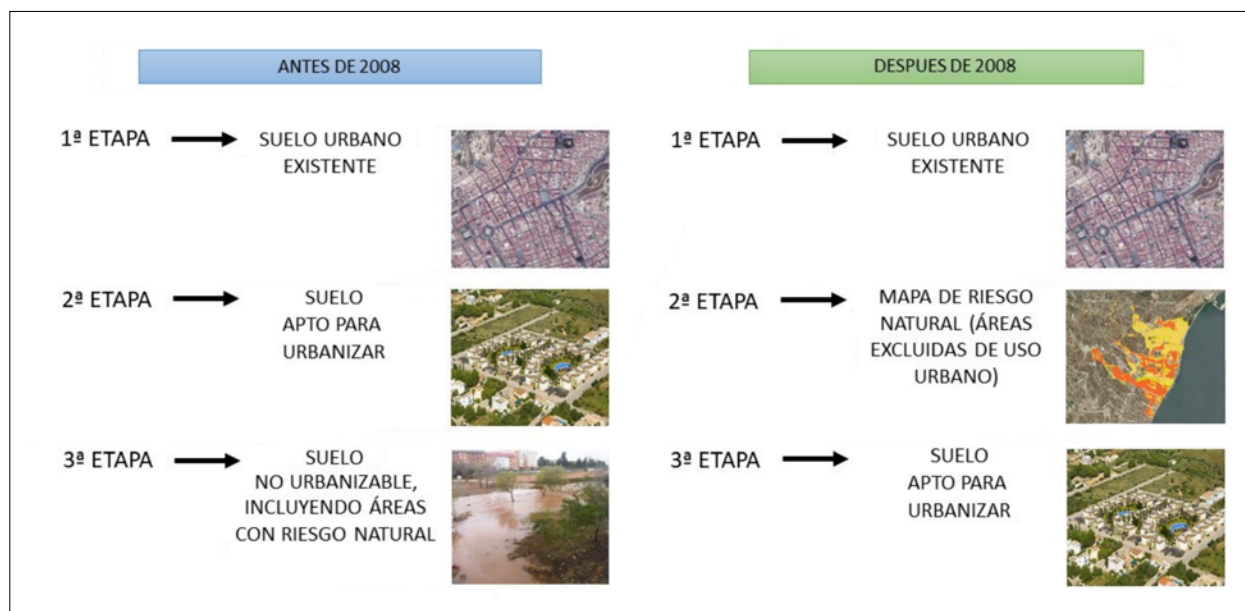 ANTES DE 2008
1ª ETAPA
SUELO URBANO
EXISTENTE
2ª ETAPA
SUELO
APTO PARA
URBANIZAR
3ª ETAPA
SUELO
NO URBANIZABLE,
INCLUYENDO ÁREAS
CON RIESGO NATURAL
DESPUES DE 2008
1ª ETAPA
SUELO URBANO
EXISTENTE
2ª ETAPA
MAPA DE RIESGO
NATURAL (ÁREAS
EXCLUIDAS DE USO
URBANO)
3ª ETAPA
SUELO
APTO PARA
URBANIZAR